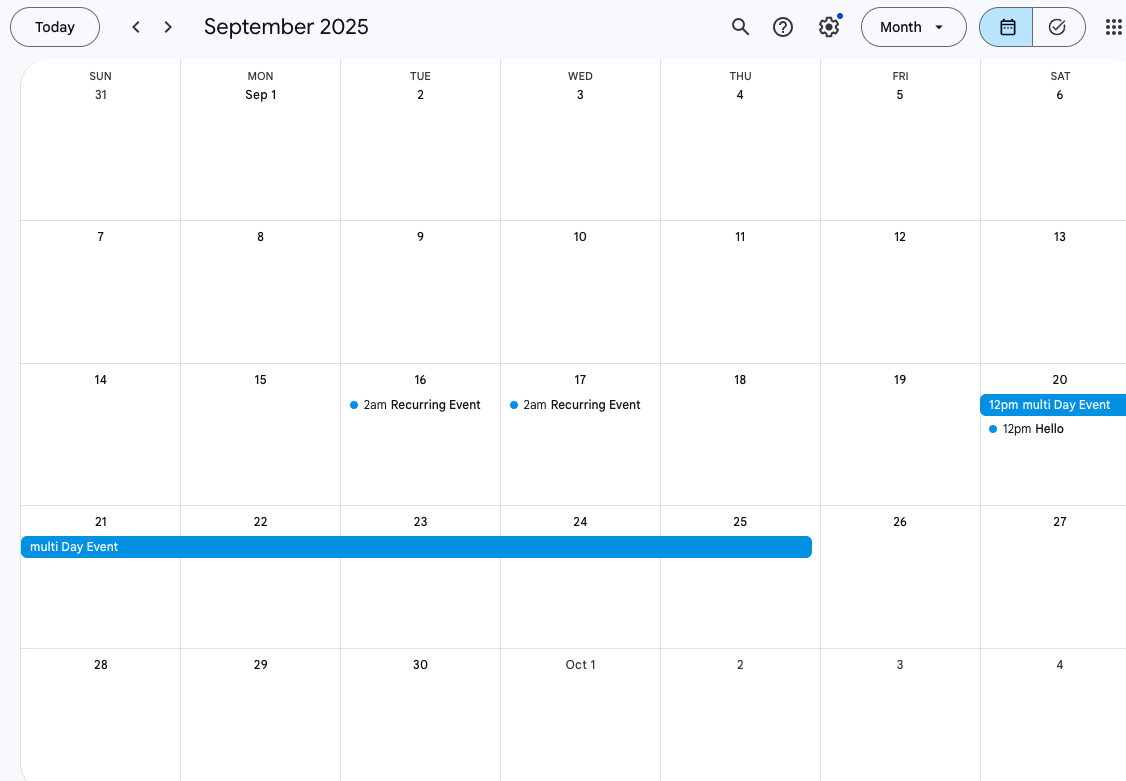 Today September 2025 Month
SUN MON TUE WED THU FRI SAT
31 Sep 1 2 3 4 5 6
7 8 9 10 11 12 13
14 15 16 17 18 19 20
2am Recurring Event 2am Recurring Event 12pm multi Day Event
12pm Hello
21 22 23 24 25 26 27
multi Day Event
28 29 30 Oct 1 2 3 4